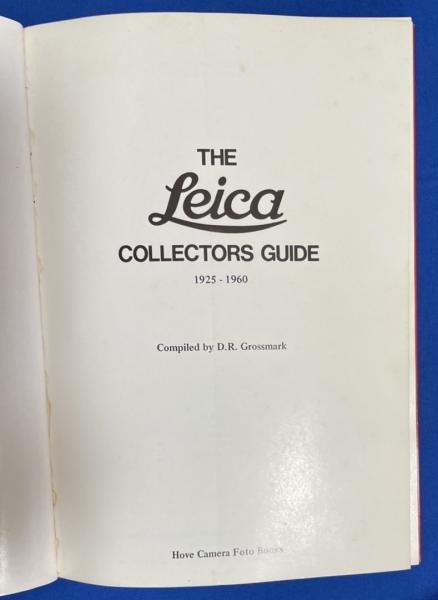 THE
Leica
COLLECTORS GUIDE
1925 - 1960
Compiled by D.R. Grossmark
Hove Camera Foto Books